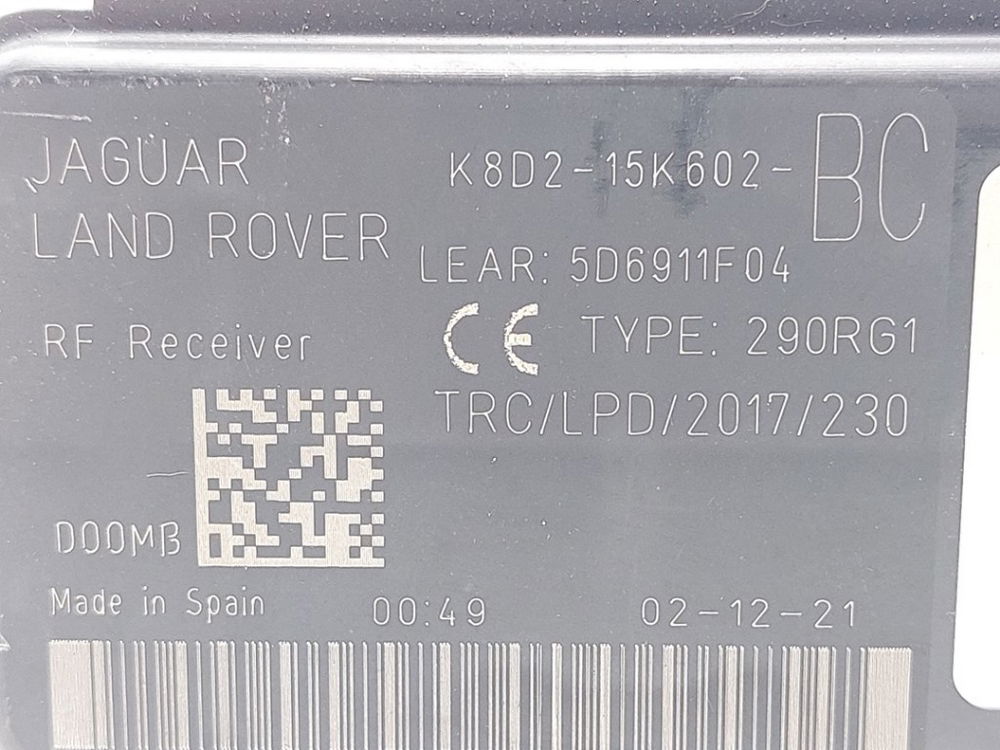 JAGUAR
LAND ROVER
K8D2-15K602-BC
LEAR: 5D6911F04
RF Receiver
CE TYPE: 290RG1
TRC/LPD/2017/230
D00MB
Made in Spain
00:49
02-12-21